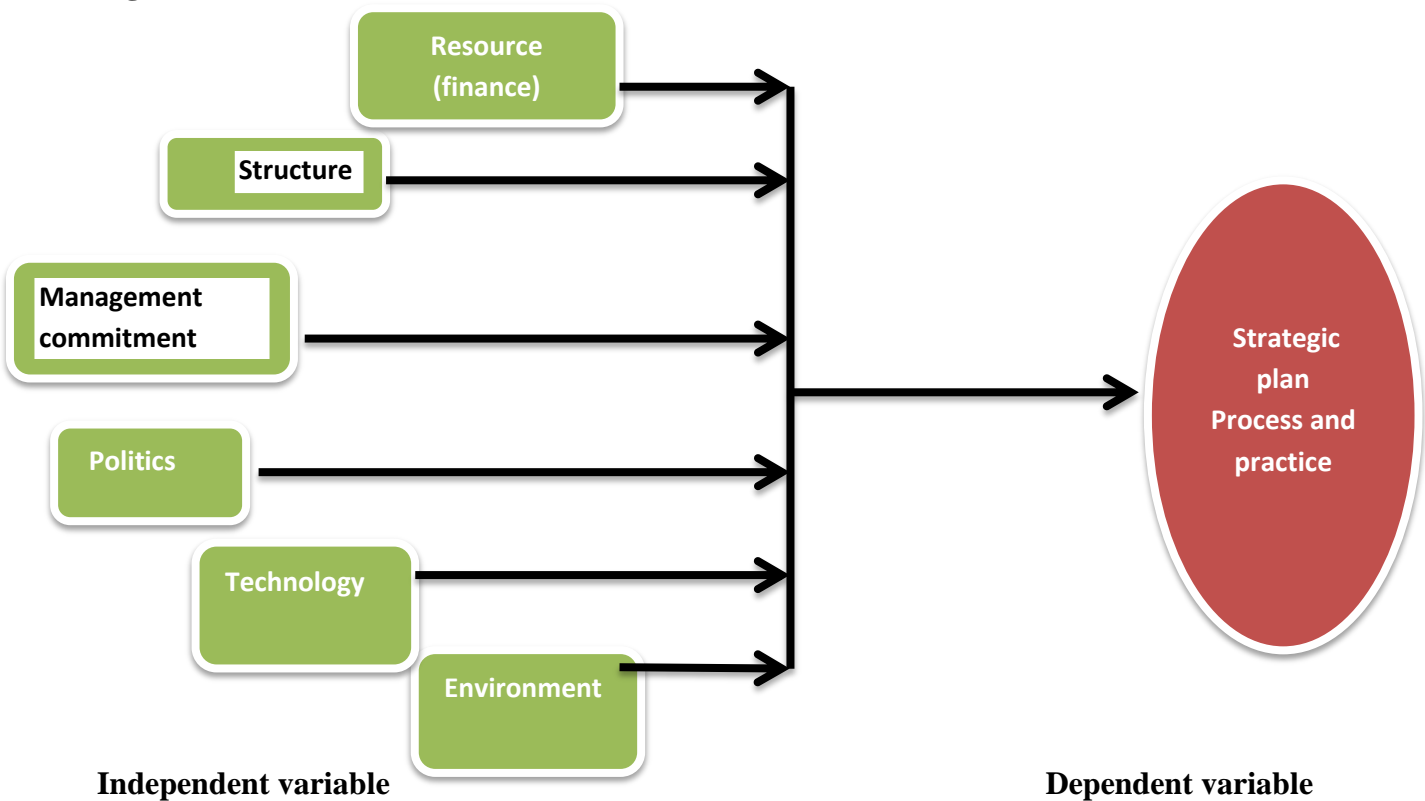 Resource
(finance)
Structure
Management
commitment
Politics
Technology
Environment
Strategic
plan
Process and
practice
Independent variable
Dependent variable